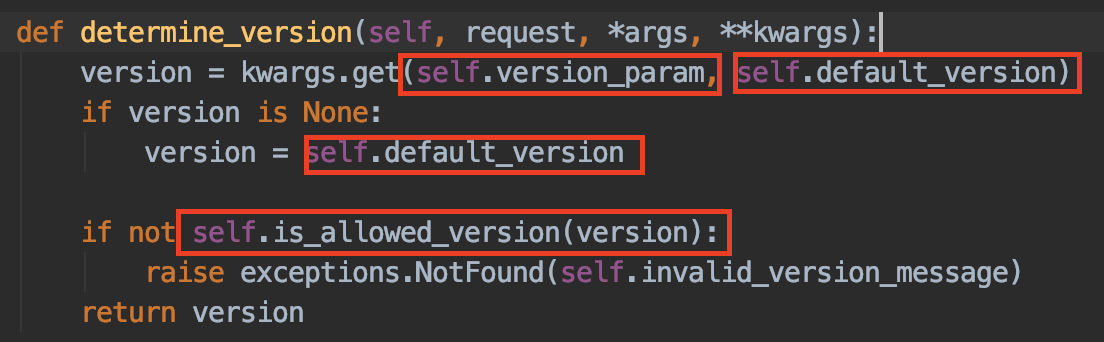 def determine_version(self, request, *args, **kwargs):
version = kwargs.get(self.version_param, self.default_version)
if version is None:
version = self.default_version
if not self.is_allowed_version(version):
raise exceptions.NotFound(self.invalid_version_message)
return version